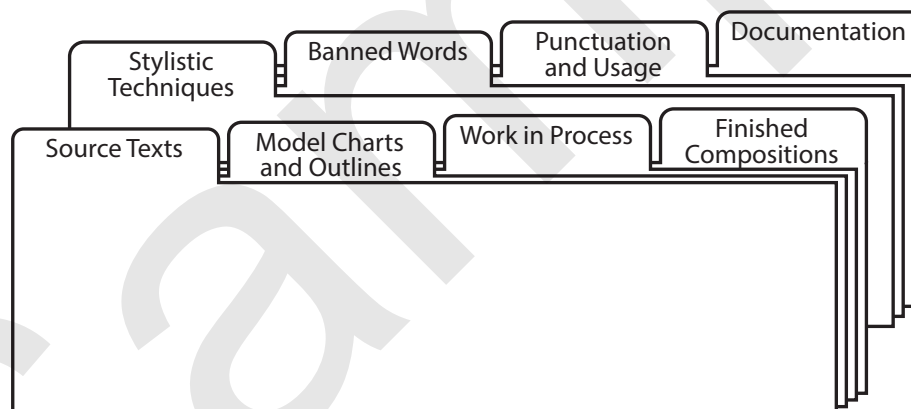 Stylistic
Techniques
Banned Words
Punctuation
and Usage
Documentation
Source Texts
Model Charts
and Outlines
Work in Process
Finished
Compositions